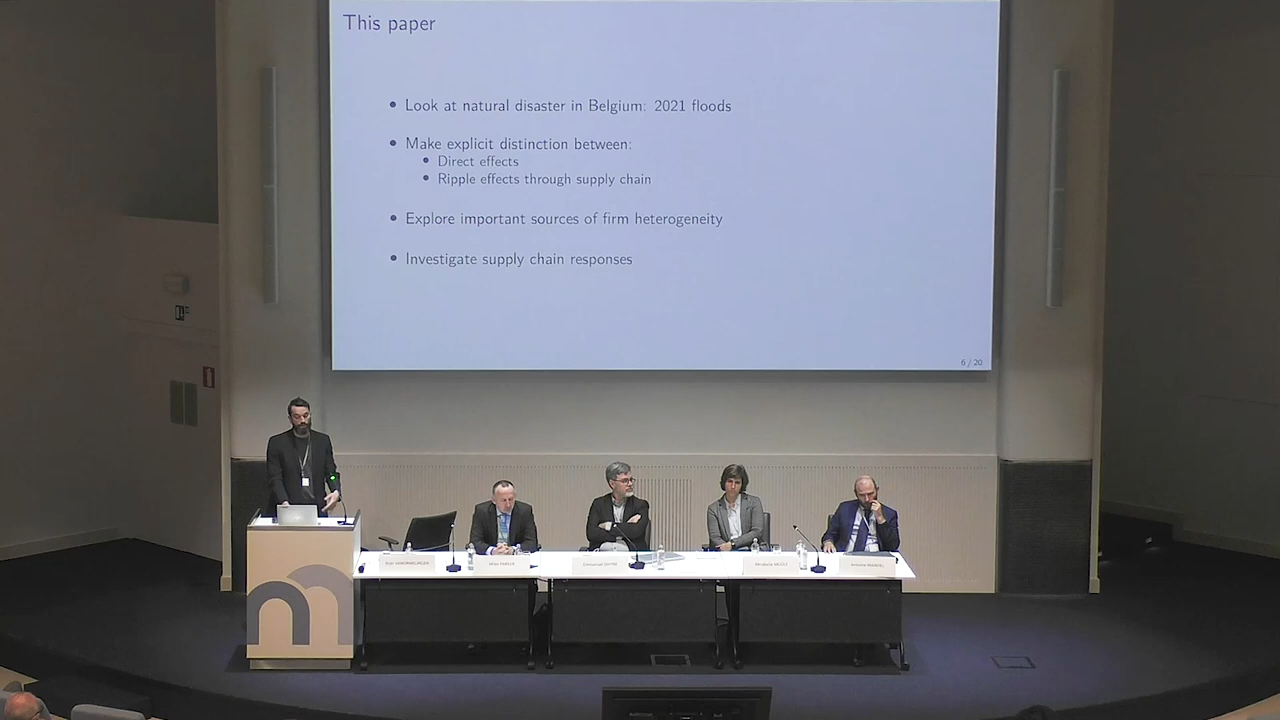 This paper
Look at natural disaster in Belgium: 2021 floods
Make explicit distinction between:
Direct effects
Ripple effects through supply chain
Explore important sources of firm heterogeneity
Investigate supply chain responses
6 / 20